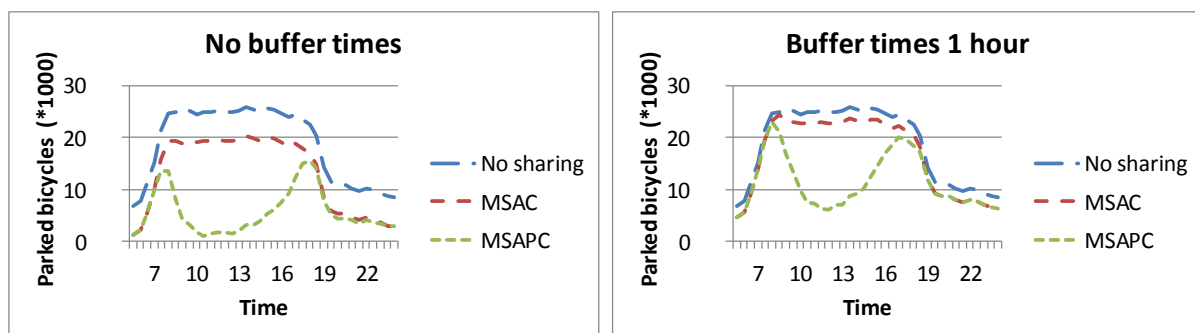 No buffer times
Parked bicycles (*1000)
30
20
10
0
7 10 13 16 19 22
Time
No sharing
MSAC
MSAPC
Buffer times 1 hour
Parked bicycles (*1000)
30
20
10
0
7 10 13 16 19 22
Time
No sharing
MSAC
MSAPC